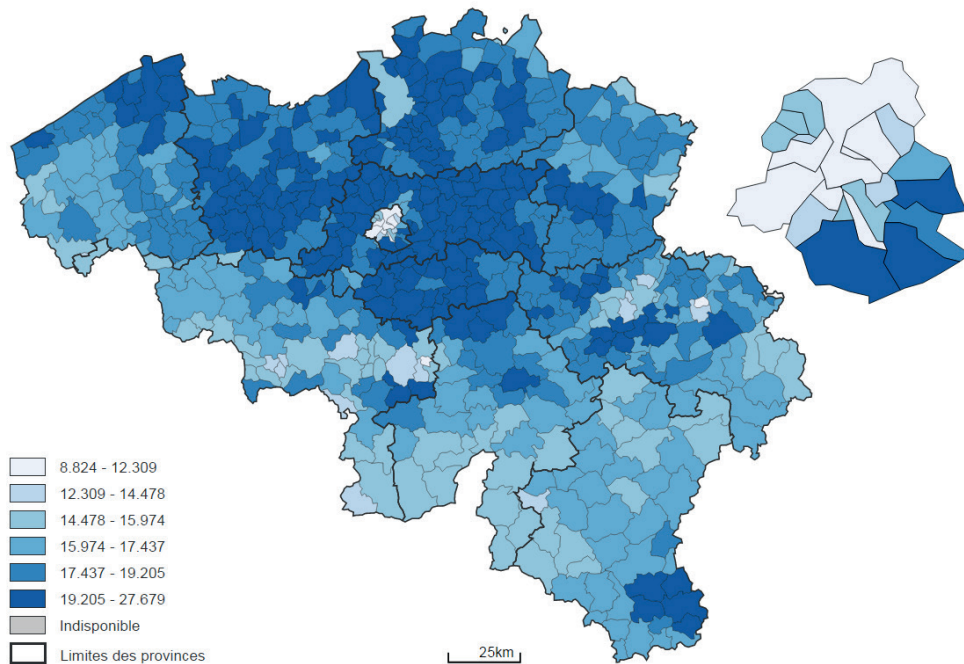 8.824 - 12.309
12.309 - 14.478
14.478 - 15.974
15.974 - 17.437
17.437 - 19.205
19.205 - 27.679
Indisponible
Limites des provinces
25km